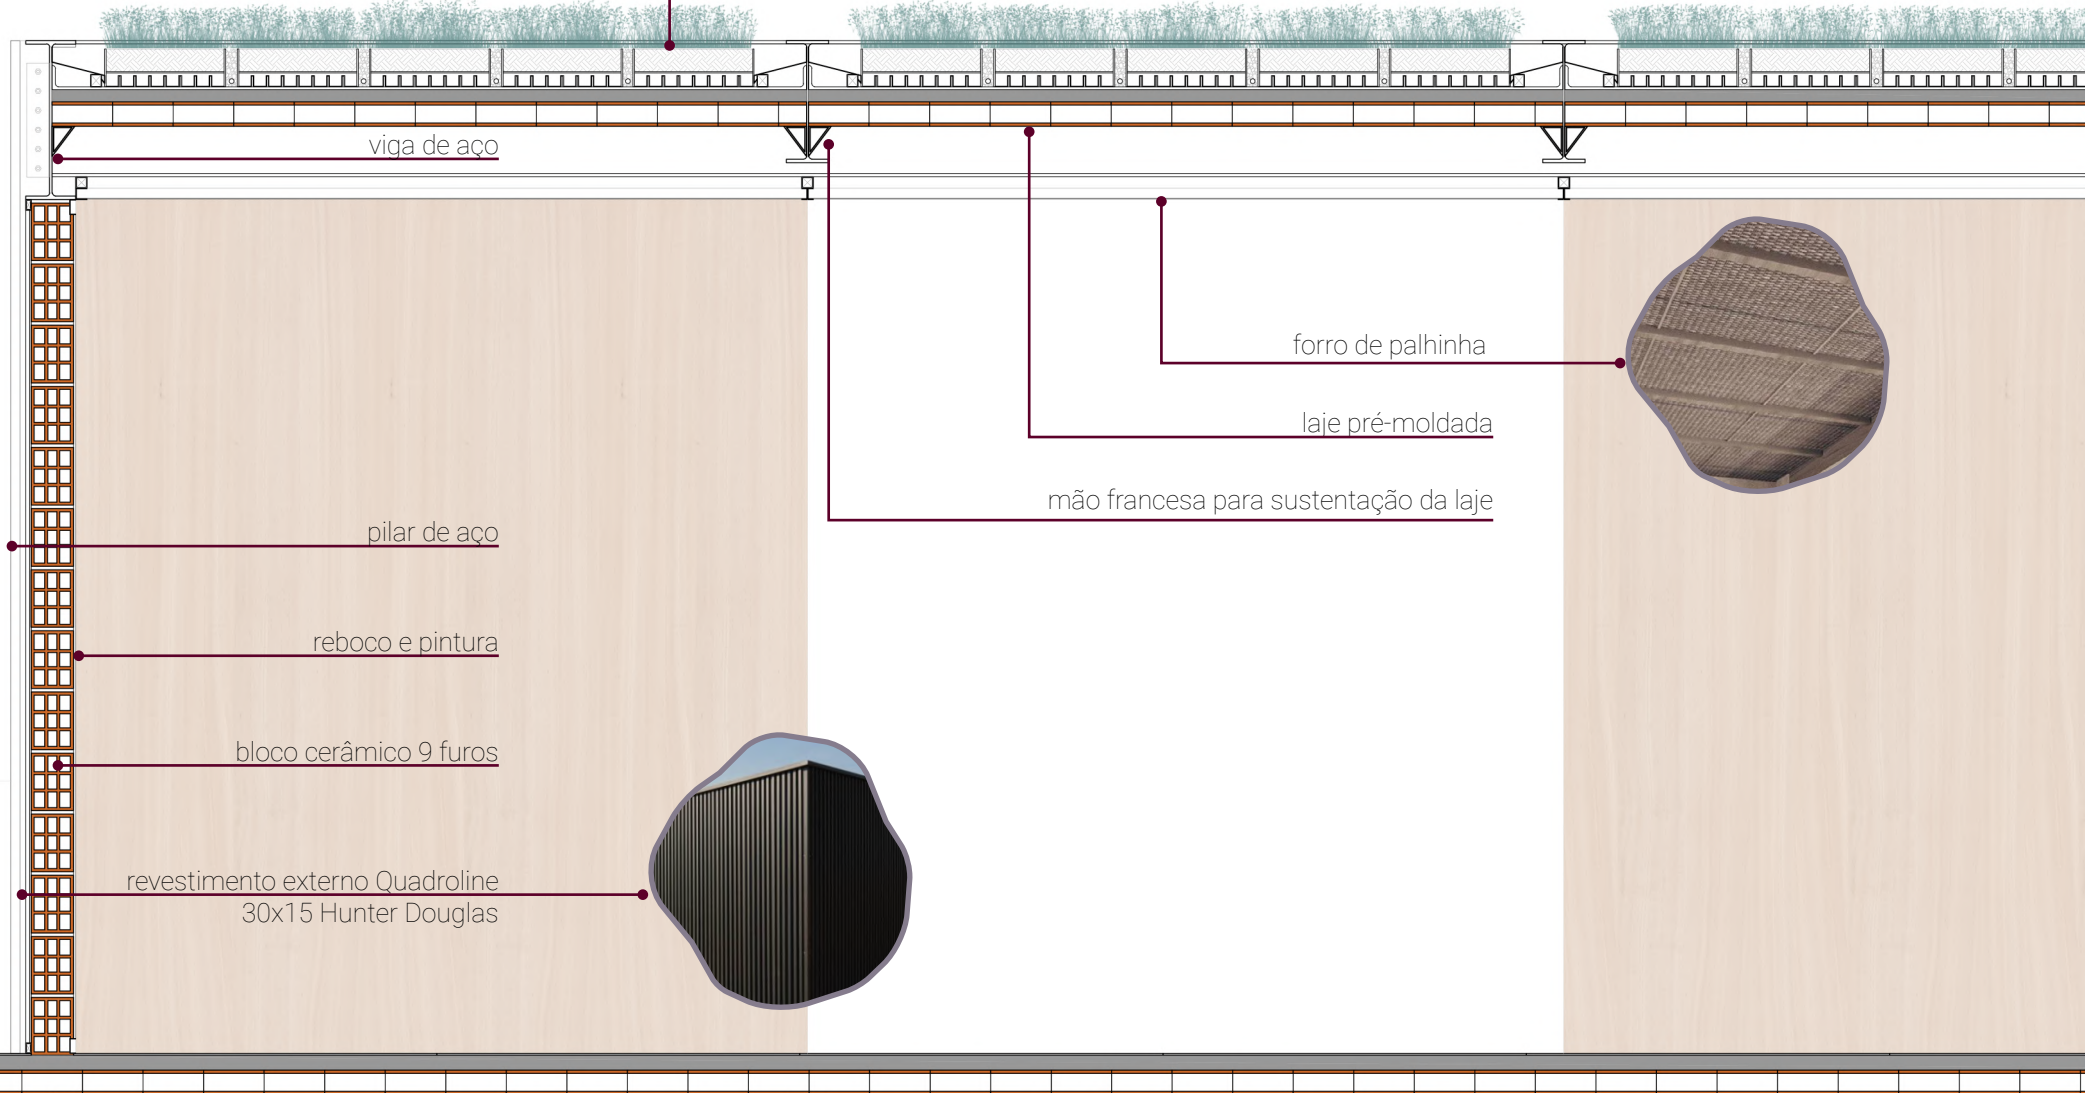 viga de aço
forro de palhinha
laje pré-moldada
mão francesa para sustentação da laje
pilar de aço
reboco e pintura
bloco cerâmico 9 furos
revestimento externo Quadroline
30x15 Hunter Douglas